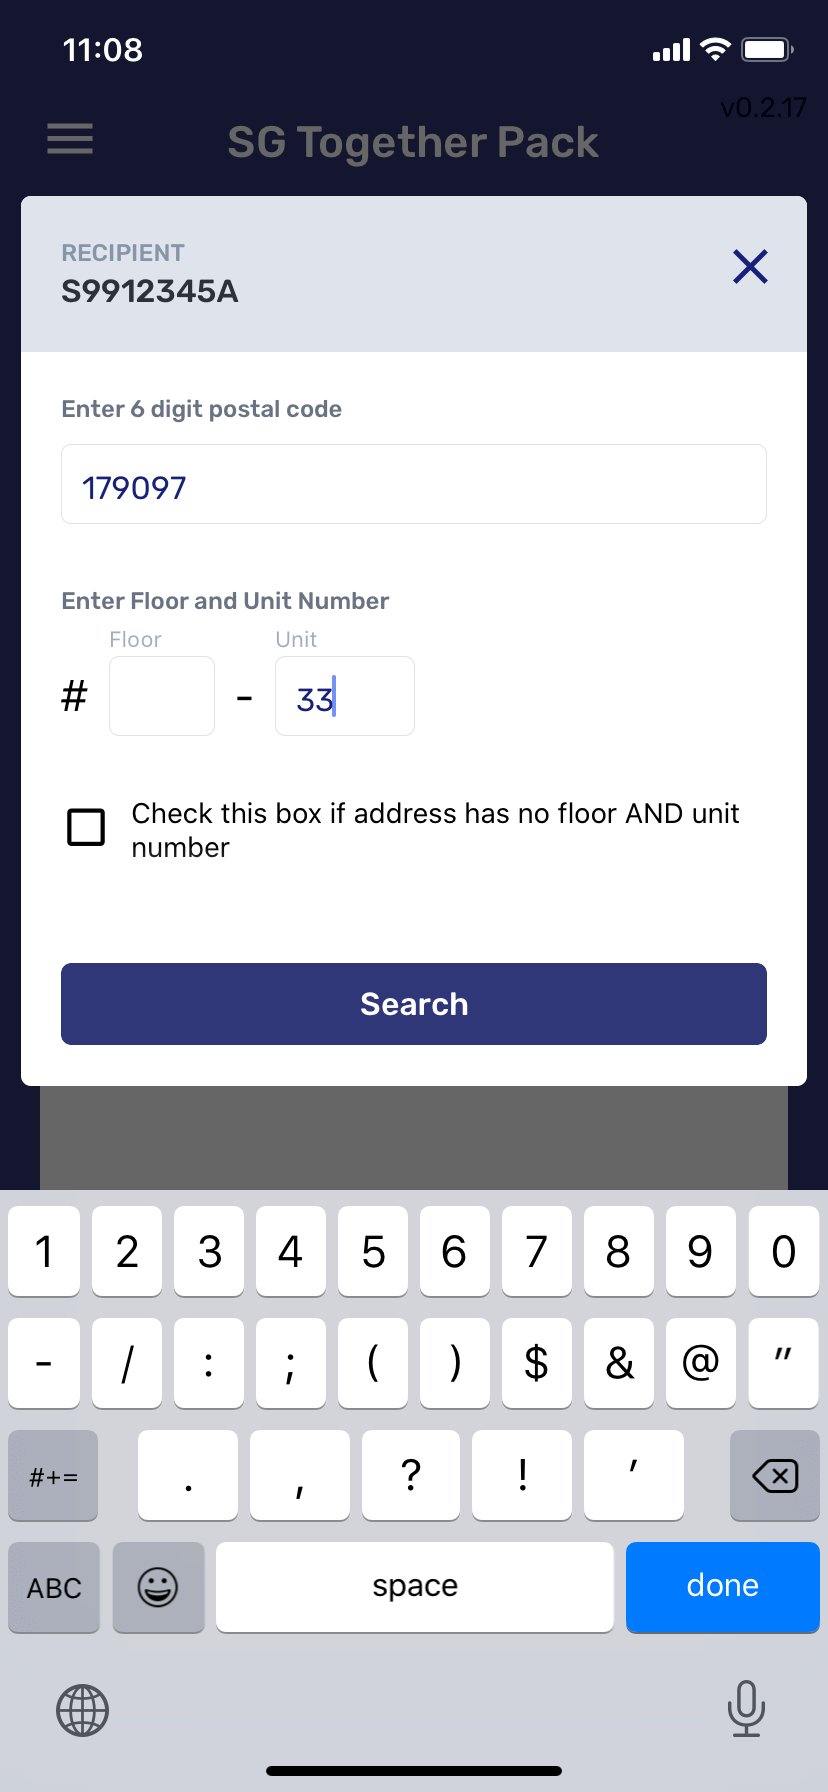 11:08
v0.2.17
SG Together Pack
RECIPIENT
S9912345A
Enter 6 digit postal code
179097
Enter Floor and Unit Number
Floor Unit
# - 33
Check this box if address has no floor AND unit
number
Search
1 2 3 4 5 6 7 8 9 0
- / : ; ( ) $ & @ "
#+= . , ? ! '
ABC space done